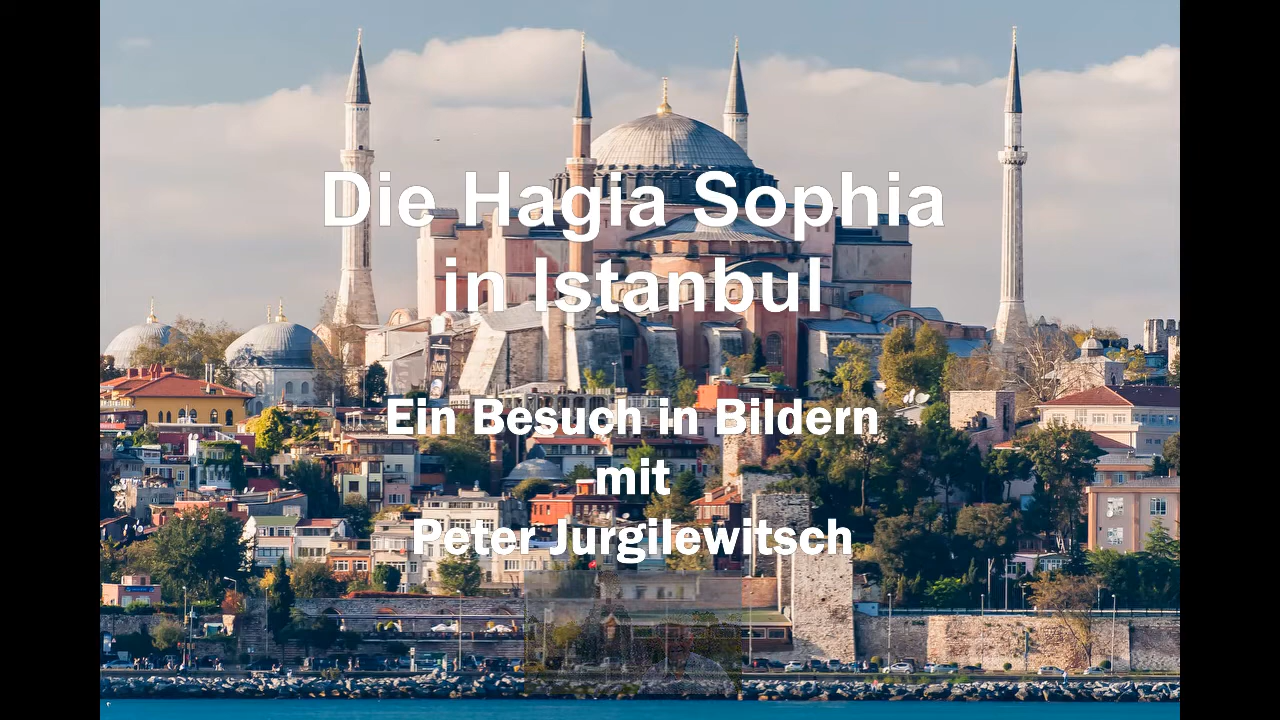 Die Hagia Sophia
in Istanbul
Ein Besuch in Bildern
mit
Peter Jurgilewitsch